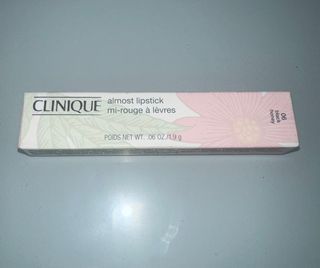 CLINIQUE
almost lipstick
mi-rouge à lèvres
POIDS NET WT. .06 OZ./1.9 g
06
black
honey